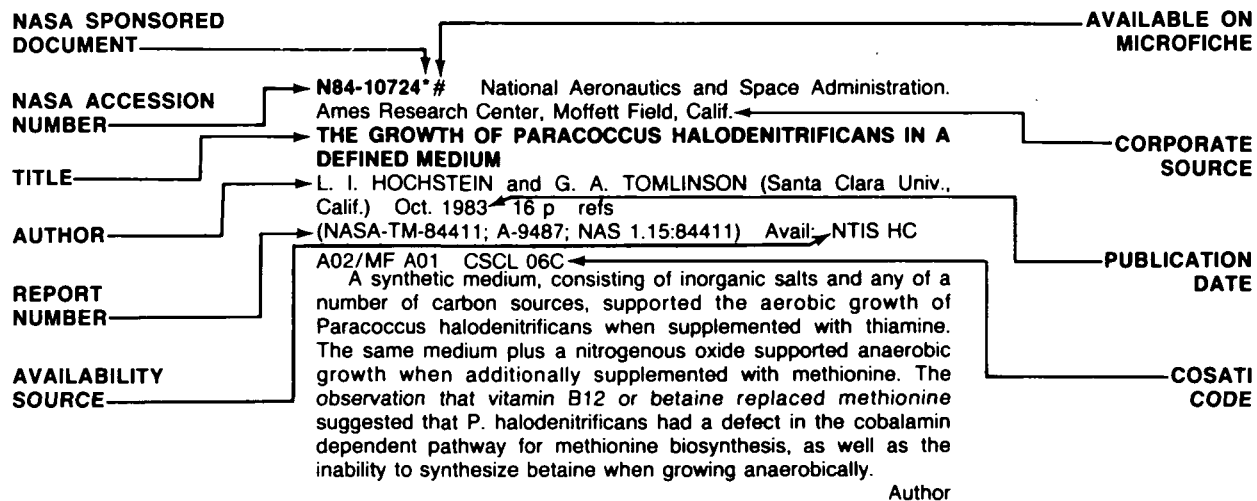 NASA SPONSORED
DOCUMENT
AVAILABLE ON
MICROFICHE
NASA ACCESSION
NUMBER
N84-10724*# National Aeronautics and Space Administration.
Ames Research Center, Moffett Field, Calif.
CORPORATE
SOURCE
TITLE
THE GROWTH OF PARACOCCUS HALODENITRIFICANS IN A
DEFINED MEDIUM
AUTHOR
L. I. HOCHSTEIN and G. A. TOMLINSON (Santa Clara Univ.,
Calif.) Oct. 1983 16 p refs
PUBLICATION
DATE
REPORT
NUMBER
(NASA-TM-84411; A-9487; NAS 1.15:84411) Avail: NTIS HC
A02/MF A01 CSCL 06C
AVAILABILITY
SOURCE
COSATI
CODE
A synthetic medium, consisting of inorganic salts and any of a
number of carbon sources, supported the aerobic growth of
Paracoccus halodenitrificans when supplemented with thiamine.
The same medium plus a nitrogenous oxide supported anaerobic
growth when additionally supplemented with methionine. The
observation that vitamin B12 or betaine replaced methionine
suggested that P. halodenitrificans had a defect in the cobalamin
dependent pathway for methionine biosynthesis, as well as the
inability to synthesize betaine when growing anaerobically.
Author